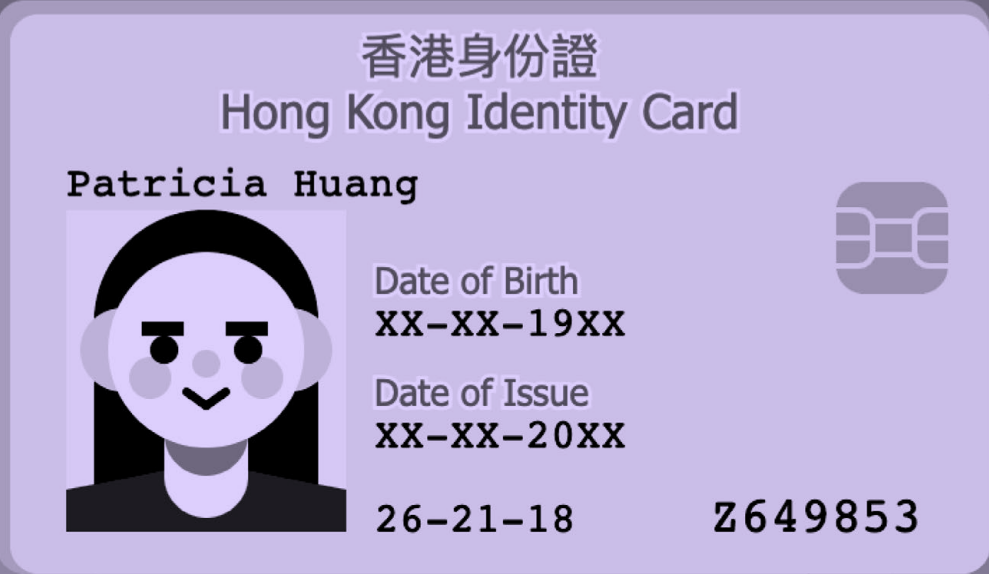 香港身份證
Hong Kong Identity Card
Patricia Huang
Date of Birth
XX-XX-19XX
Date of Issue
XX-XX-20XX
26-21-18
Z649853